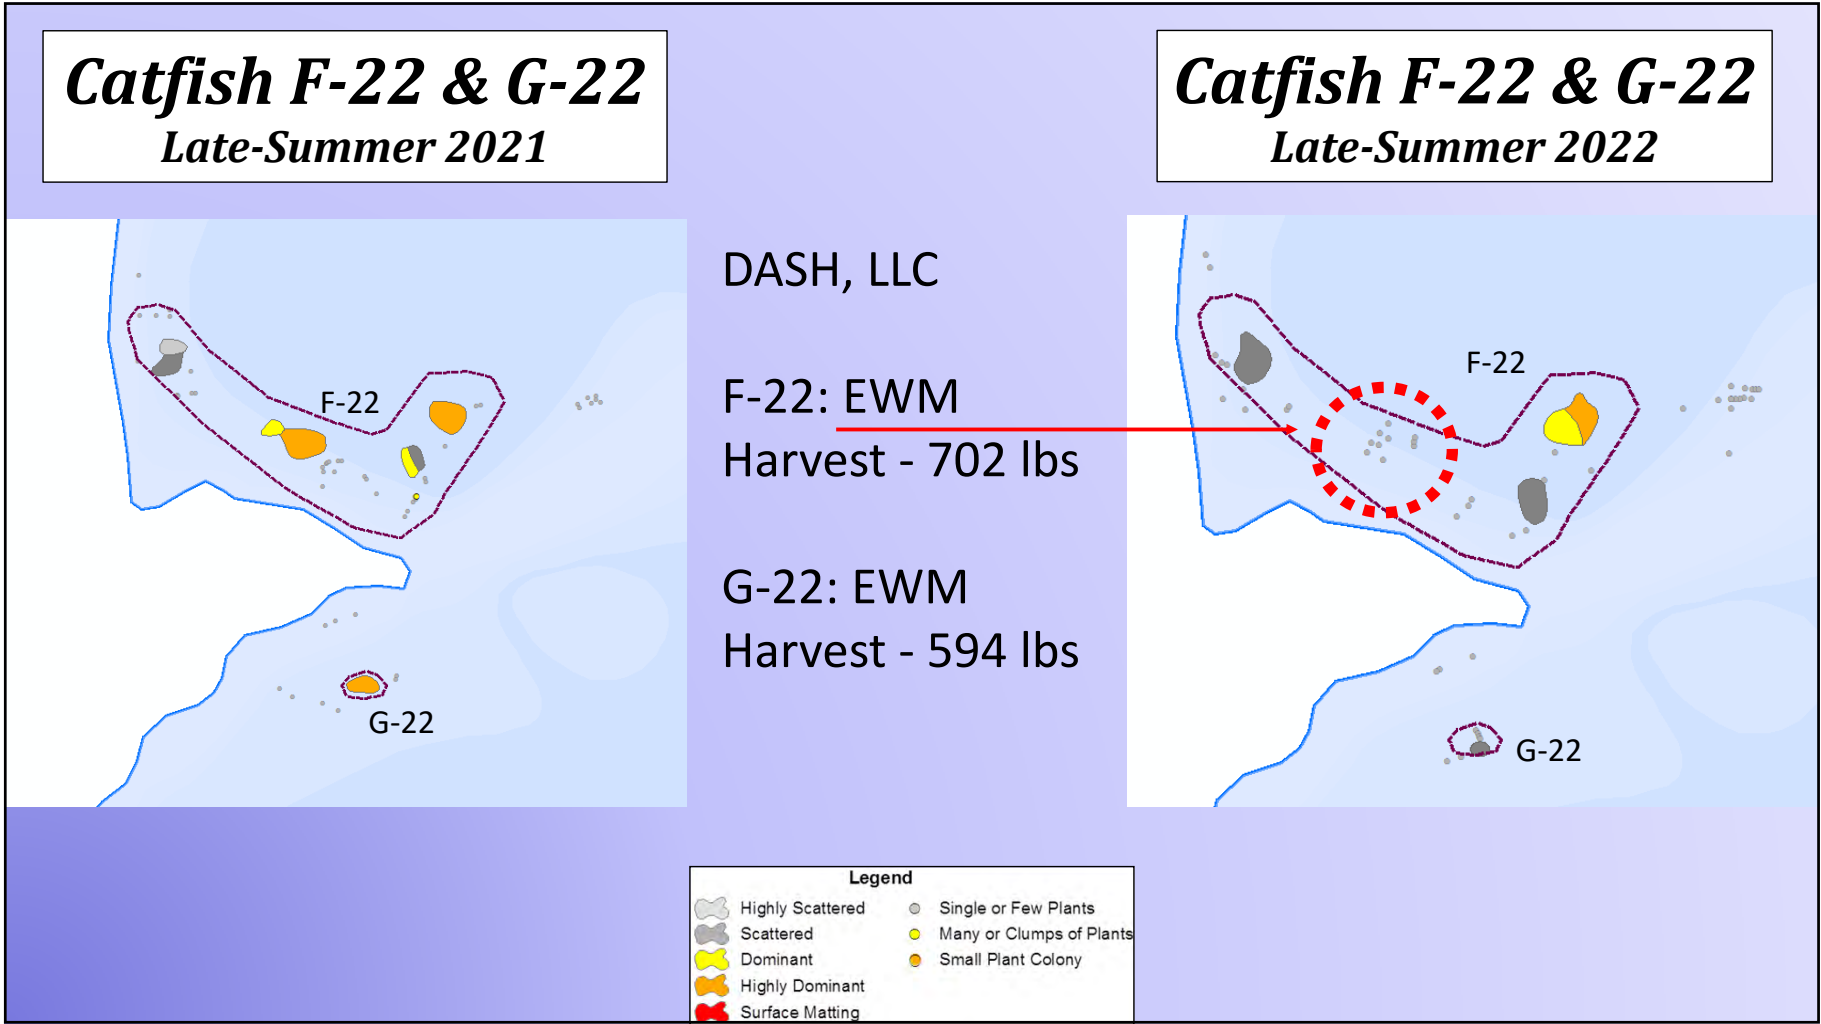 Catfish F-22 & G-22
Late-Summer 2021
Catfish F-22 & G-22
Late-Summer 2022
F-22
G-22
DASH, LLC
F-22: EWM
Harvest - 702 lbs
G-22: EWM
Harvest - 594 lbs
F-22
G-22
Legend
Highly Scattered
Scattered
Dominant
Highly Dominant
Surface Matting
Single or Few Plants
Many or Clumps of Plants
Small Plant Colony